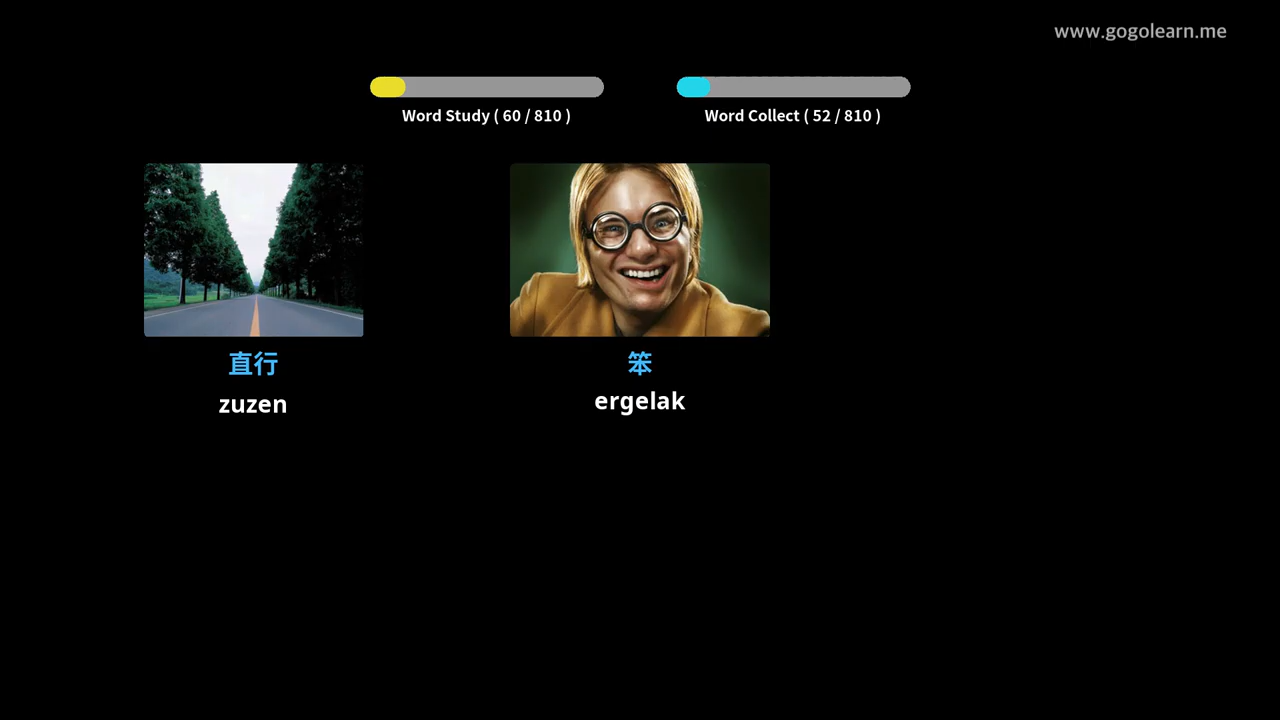 www.gogolearn.me
Word Study ( 60 / 810 )
Word Collect ( 52 / 810 )
直行
zuzen
笨
ergelak